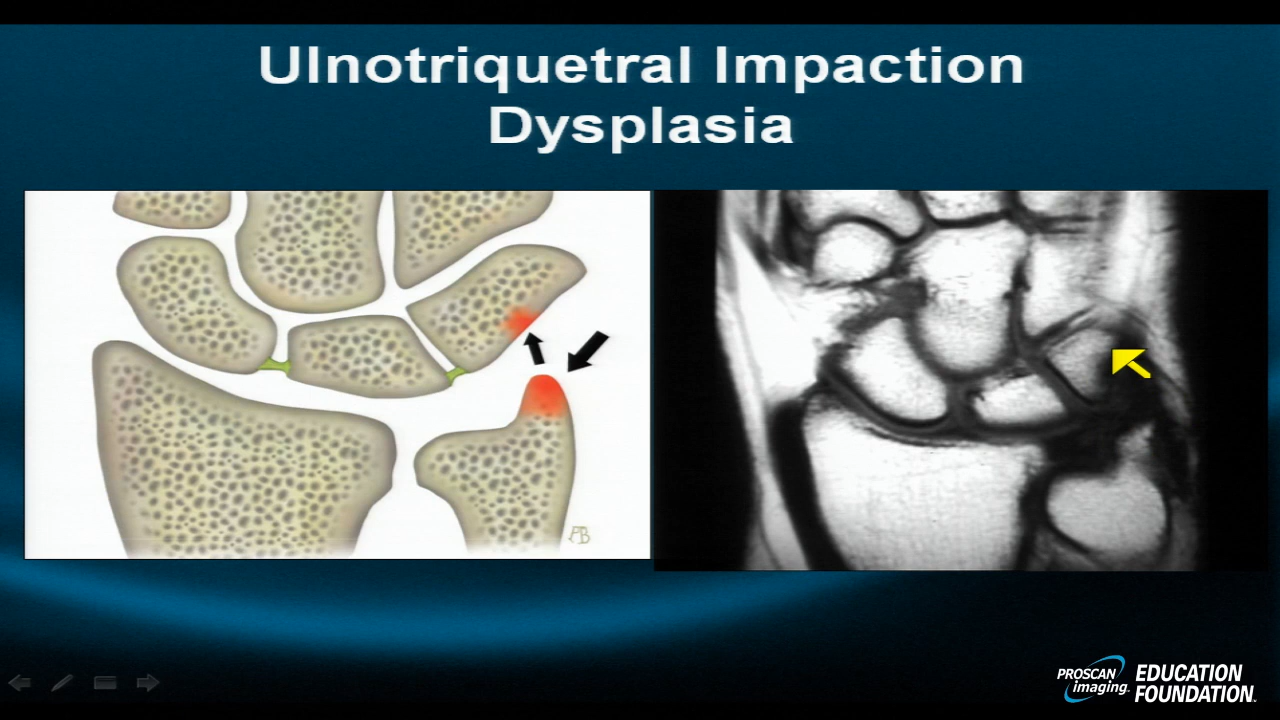 Ulnotriquetral Impaction
Dysplasia
PB
PROSCAN
imaging.
EDUCATION
FOUNDATION